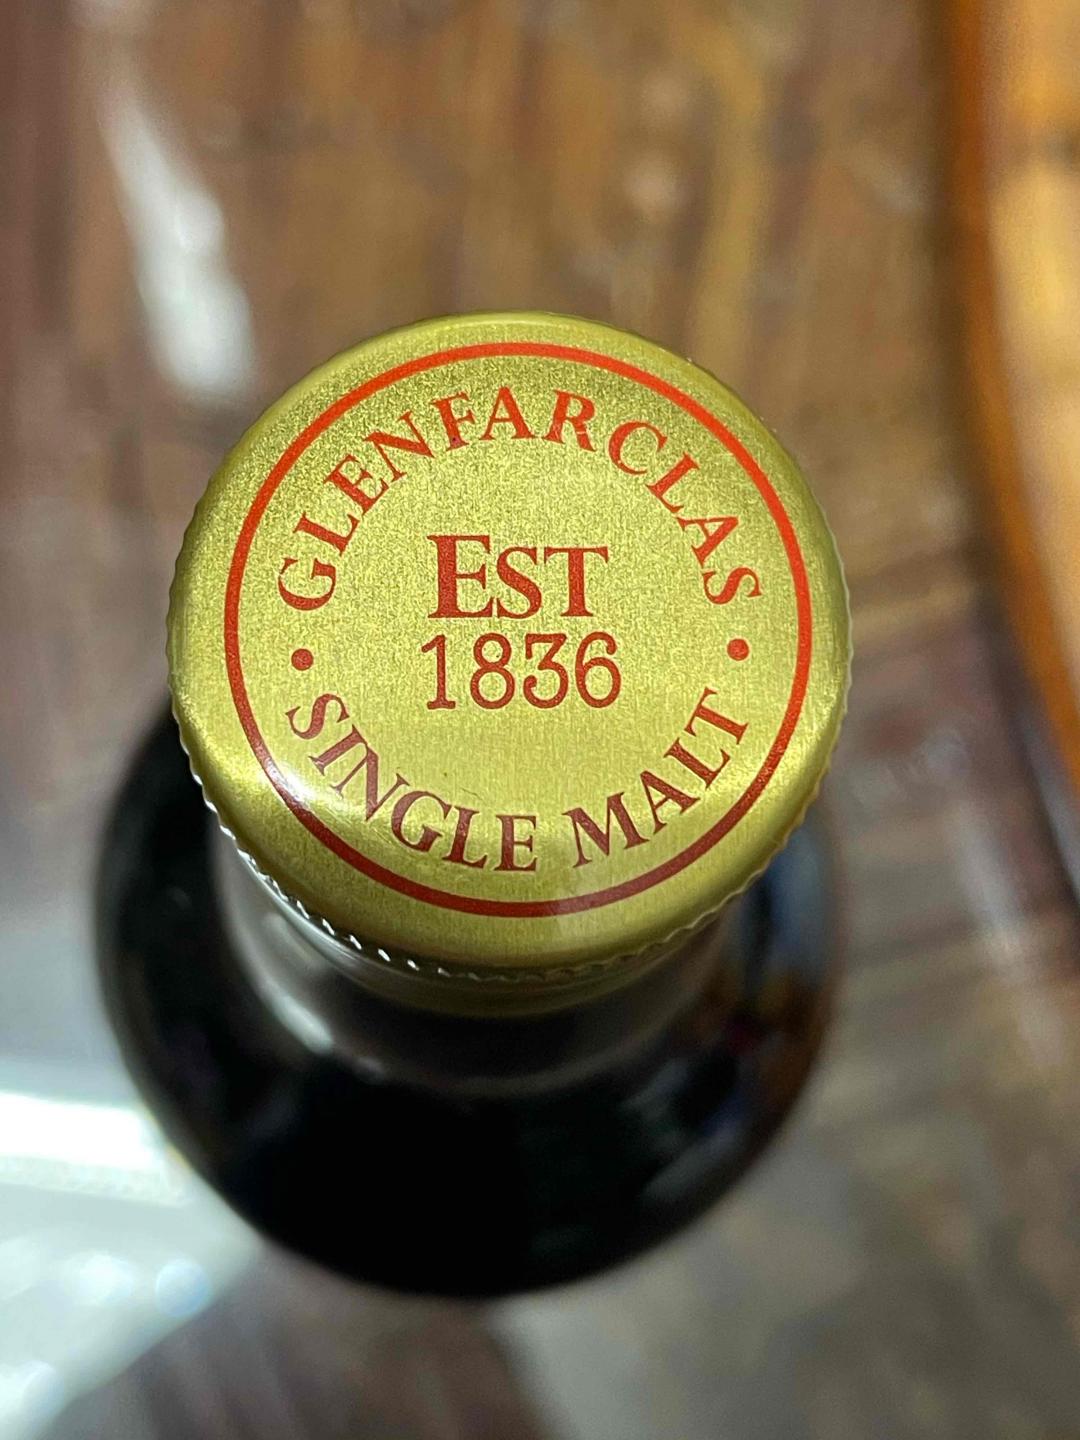 GLENFARCLAS
EST
1836
• SINGLE MALT •